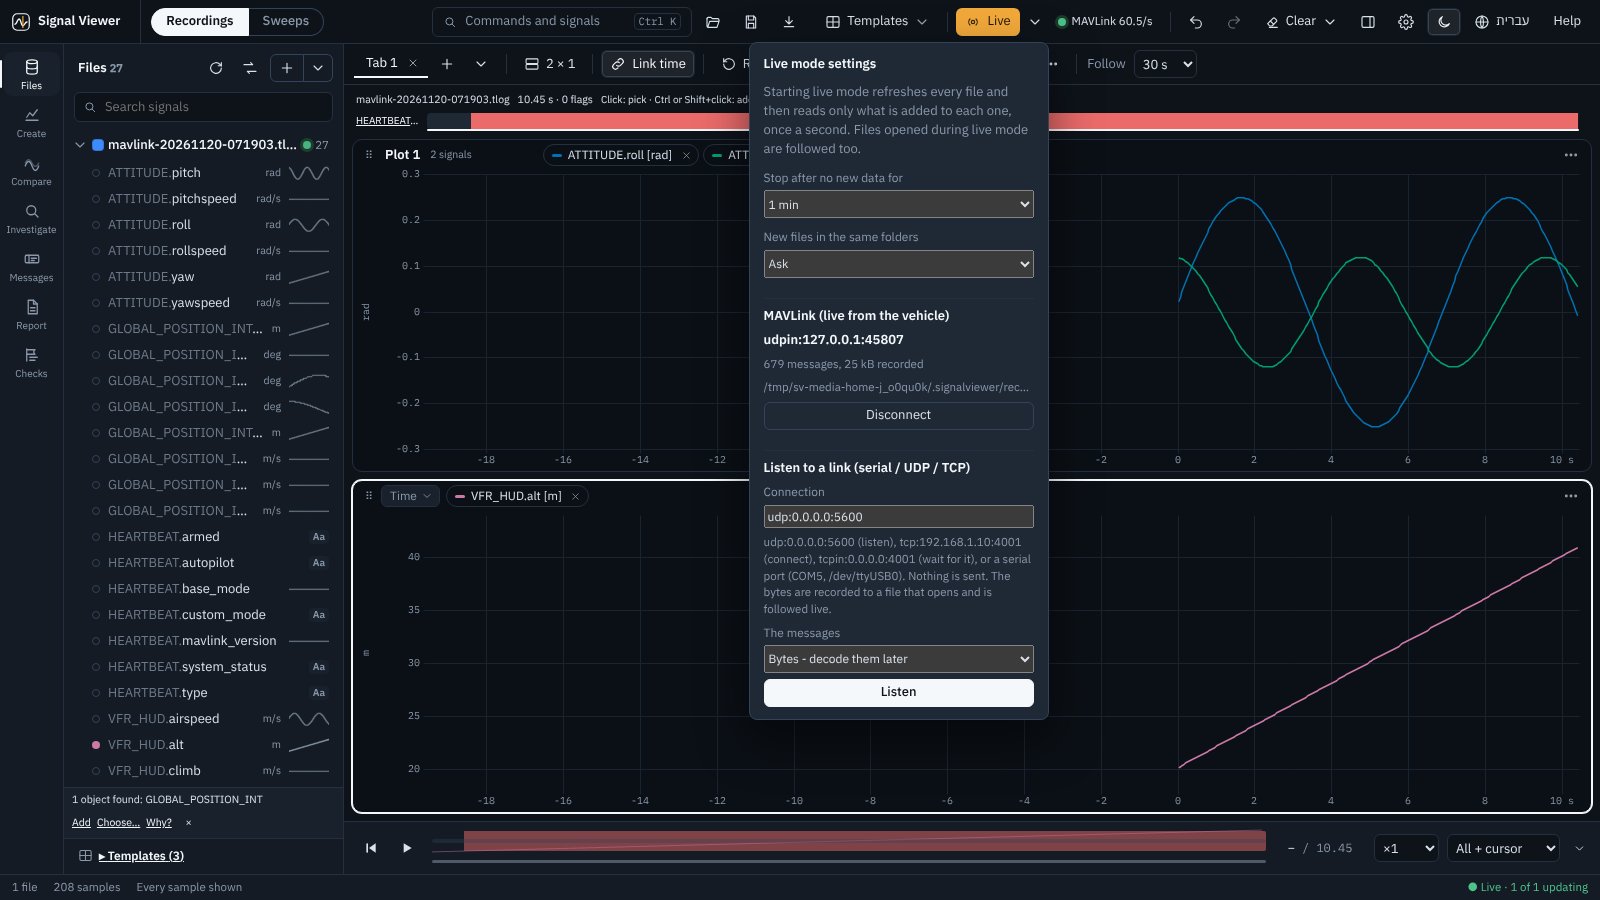 Signal Viewer
Recordings
Sweeps
Commands and signals
Ctrl K
Templates
Live
MAVLink 60.5/s
Clear
עברית
Help
Files
Create
Compare
Investigate
Messages
Report
Checks
Files 27
Search signals
mavlink-20261120-071903.tl... 27
ATTITUDE.pitch rad
ATTITUDE.pitchspeed rad/s
ATTITUDE.roll rad
ATTITUDE.rollspeed rad/s
ATTITUDE.yaw rad
ATTITUDE.yawspeed rad/s
GLOBAL_POSITION_INT... m
GLOBAL_POSITION_I... deg
GLOBAL_POSITION_I... deg
GLOBAL_POSITION_I... deg
GLOBAL_POSITION_INT... m
GLOBAL_POSITION_I... m/s
GLOBAL_POSITION_I... m/s
GLOBAL_POSITION_I... m/s
HEARTBEAT.armed Aa
HEARTBEAT.autopilot Aa
HEARTBEAT.base_mode
HEARTBEAT.custom_mode Aa
HEARTBEAT.mavlink_version
HEARTBEAT.system_status Aa
HEARTBEAT.type Aa
VFR_HUD.airspeed m/s
VFR_HUD.alt m
VFR_HUD.climb m/s
1 object found: GLOBAL_POSITION_INT
Add Choose... Why? ×
▸ Templates (3)
Tab 1 ×
2 × 1
Link time
R
Follow
30 s
mavlink-20261120-071903.tlog 10.45 s · 0 flags Click: pick · Ctrl or Shift+click: ad
HEARTBEAT...
Plot 1 2 signals
ATTITUDE.roll [rad] ×
ATT
0.3
0.2
0.1
0
-0.1
-0.2
-0.3
rad
-18 -16 -14 -12 -2 0 2 4 6 8 10 s
Time
VFR_HUD.alt [m] ×
40
35
30
25
20
m
-18 -16 -14 -12 -10 -8 -6 -4 -2 0 2 4 6 8 10 s
Live mode settings
Starting live mode refreshes every file and
then reads only what is added to each one,
once a second. Files opened during live mode
are followed too.
Stop after no new data for
1 min
New files in the same folders
Ask
MAVLink (live from the vehicle)
udpin:127.0.0.1:45807
679 messages, 25 kB recorded
/tmp/sv-media-home-j_o0qu0k/.signalviewer/rec...
Disconnect
Listen to a link (serial / UDP / TCP)
Connection
udp:0.0.0.0:5600
udp:0.0.0.0:5600 (listen), tcp:192.168.1.10:4001
(connect), tcpin:0.0.0.0:4001 (wait for it), or a serial
port (COM5, /dev/ttyUSB0). Nothing is sent. The
bytes are recorded to a file that opens and is
followed live.
The messages
Bytes - decode them later
Listen
– / 10.45
×1
All + cursor
1 file 208 samples Every sample shown
Live · 1 of 1 updating